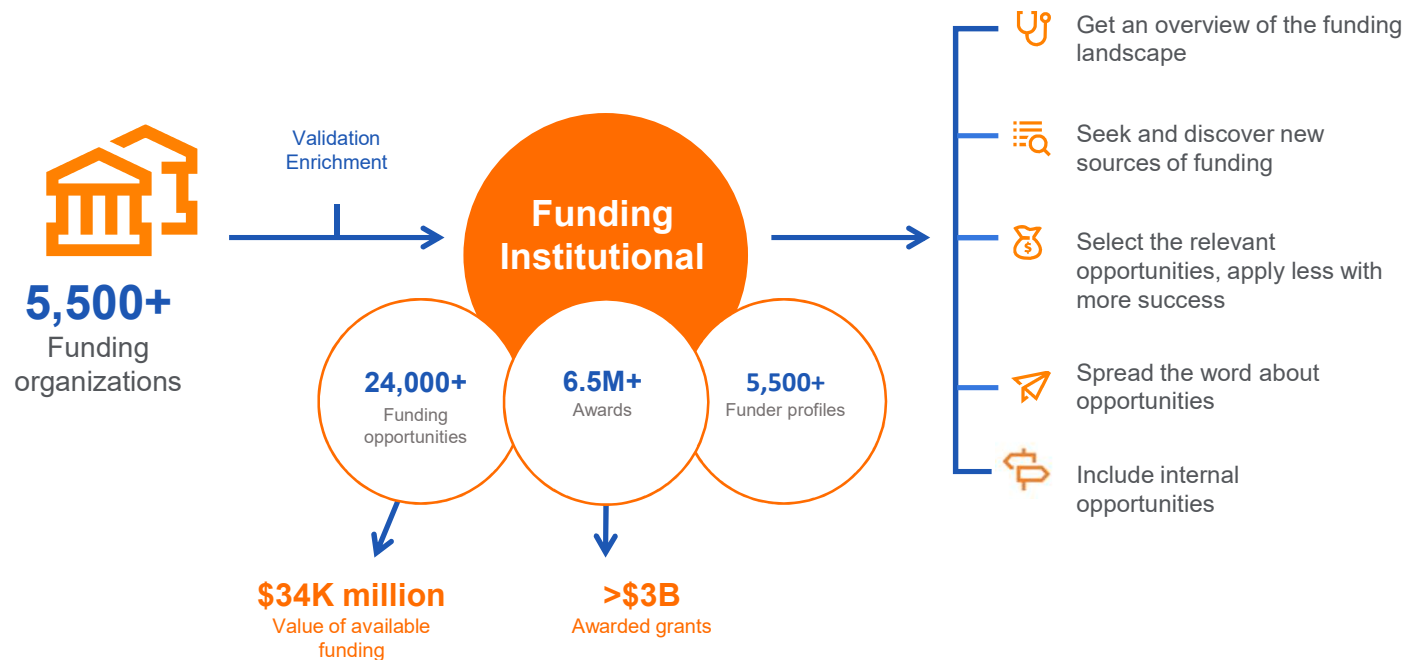 5,500+
Funding
organizations
Validation
Enrichment
Funding
Institutional
24,000+
Funding
opportunities
6.5M+
Awards
5,500+
Funder profiles
$34K million
Value of available
funding
>$3B
Awarded grants
Get an overview of the funding
landscape
Seek and discover new
sources of funding
Select the relevant
opportunities, apply less with
more success
Spread the word about
opportunities
Include internal
opportunities